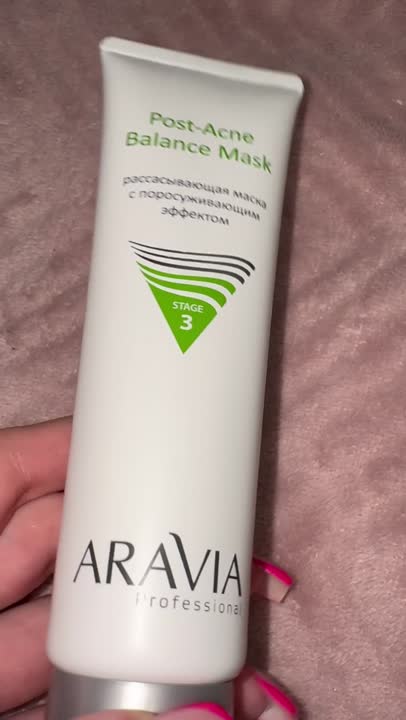 Post-Acne
Balance Mask
рассасывающая маска
с поросуживающим
эффектом
STAGE
3
ARAVIA
Professional